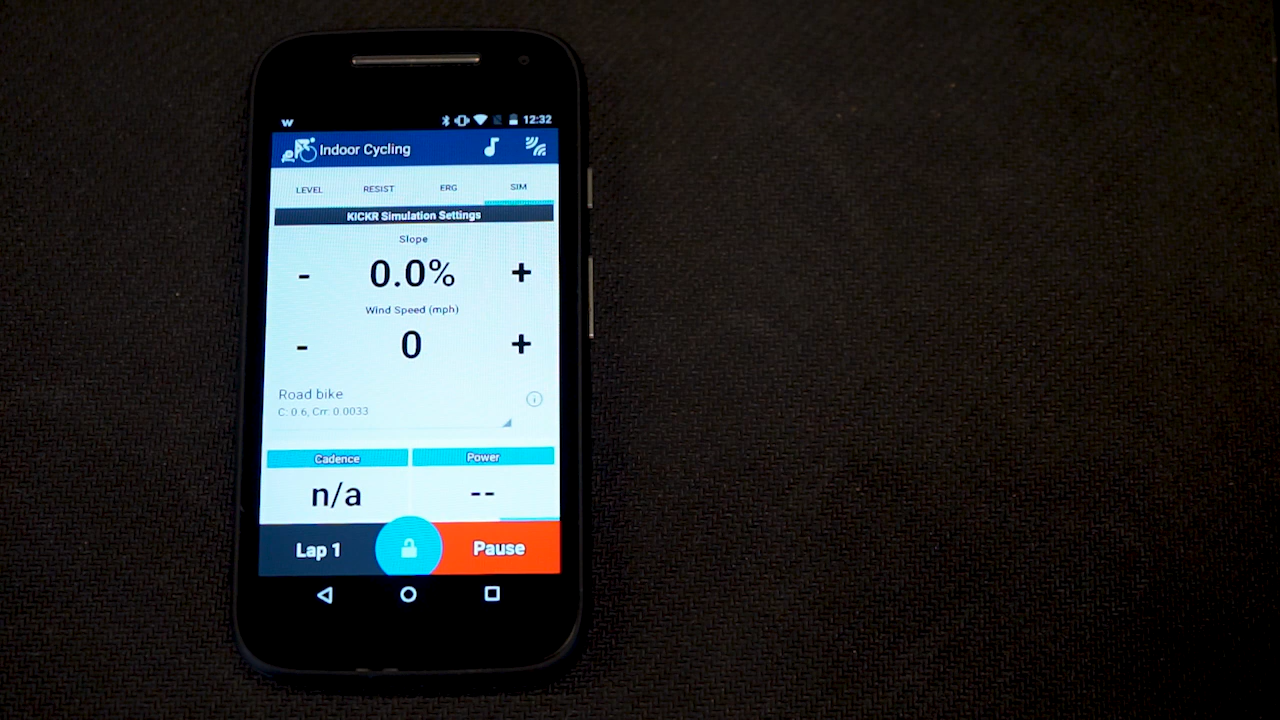 W 12:32
Indoor Cycling
LEVEL RESIST ERG SIM
KICKR Simulation Settings
Slope
- 0.0% +
Wind Speed (mph)
- 0 +
Road bike
C: 0.6, Crr: 0.0033
Cadence Power
n/a --
Lap 1 Pause